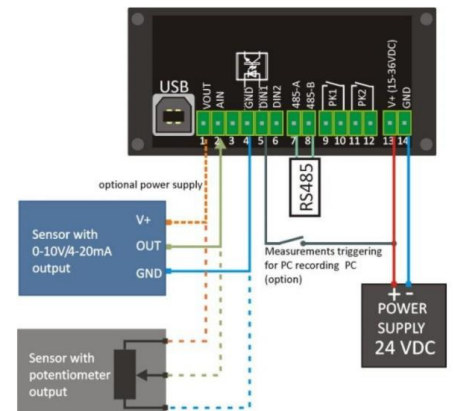 USB
VOUT
AIN
GND
DIN1
DIN2
485-A
485-B
PK1
PK2
V+ (15-36VDC)
GND
1 2 3 4 5 6 7 8 9 10 11 12 13 14
optional power supply
RS485
Sensor with
0-10V/4-20mA
output
V+
OUT
GND
Measurements triggering
for PC recording PC
(option)
+ -
POWER
SUPPLY
24 VDC
Sensor with
potentiometer
output